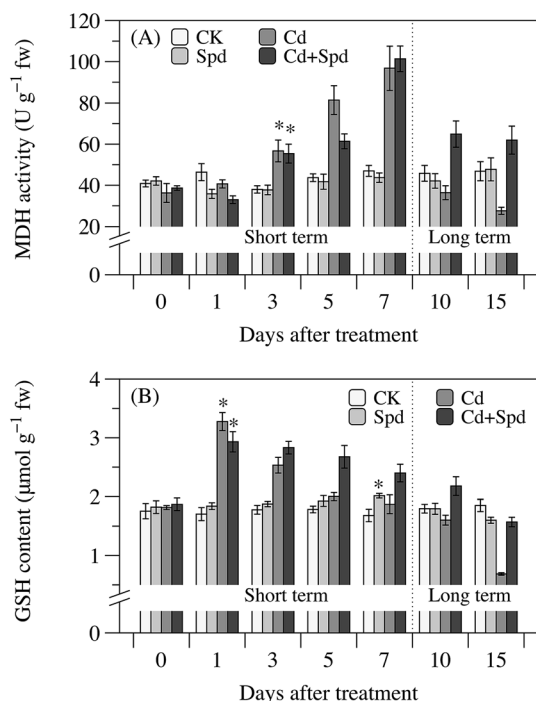 120
(A)
CK
Cd
100
Spd
Cd+Spd
80
* *
60
40
20
Short term
Long term
0
0 1 3 5 7 10 15
Days after treatment
MDH activity (U g⁻¹ fw)
4
(B)
CK
Cd
*
Spd
Cd+Spd
*
3
*
2
1
Short term
Long term
0
0 1 3 5 7 10 15
Days after treatment
GSH content (μmol g⁻¹ fw)